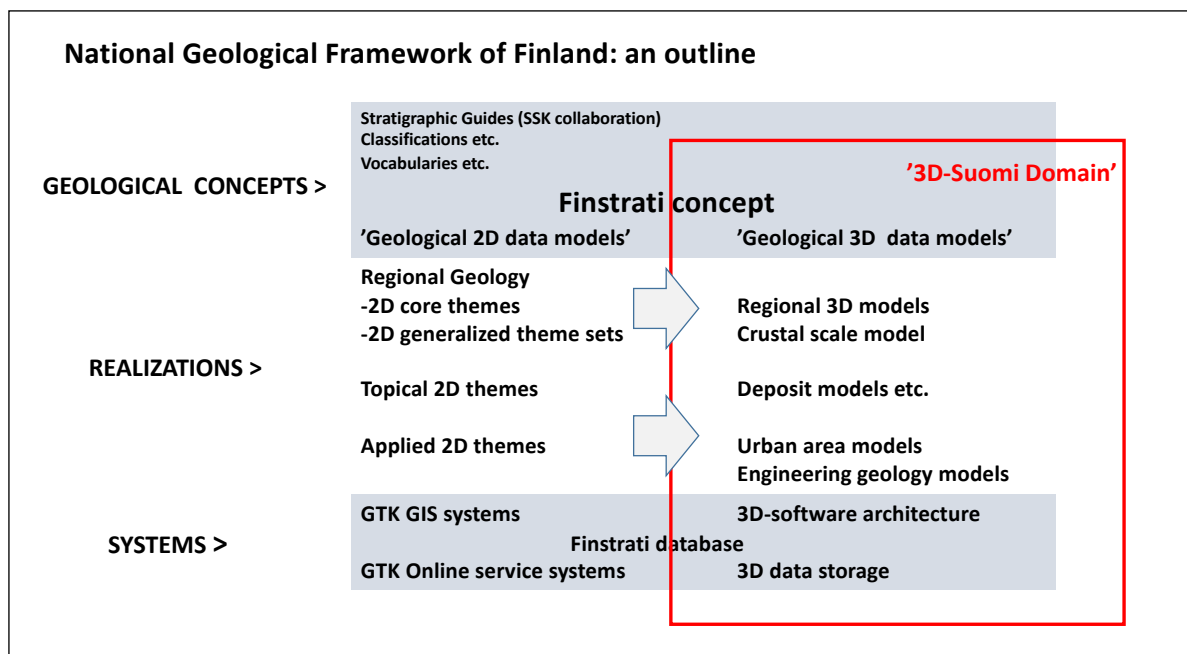 National Geological Framework of Finland: an outline
Stratigraphic Guides (SSK collaboration)
Classifications etc.
Vocabularies etc.
’3D-Suomi Domain’
GEOLOGICAL CONCEPTS >
Finstrati concept
’Geological 2D data models’ ’Geological 3D data models’
Regional Geology
-2D core themes Regional 3D models
-2D generalized theme sets Crustal scale model
REALIZATIONS >
Topical 2D themes Deposit models etc.
Applied 2D themes Urban area models
Engineering geology models
GTK GIS systems 3D-software architecture
SYSTEMS > Finstrati database
GTK Online service systems 3D data storage